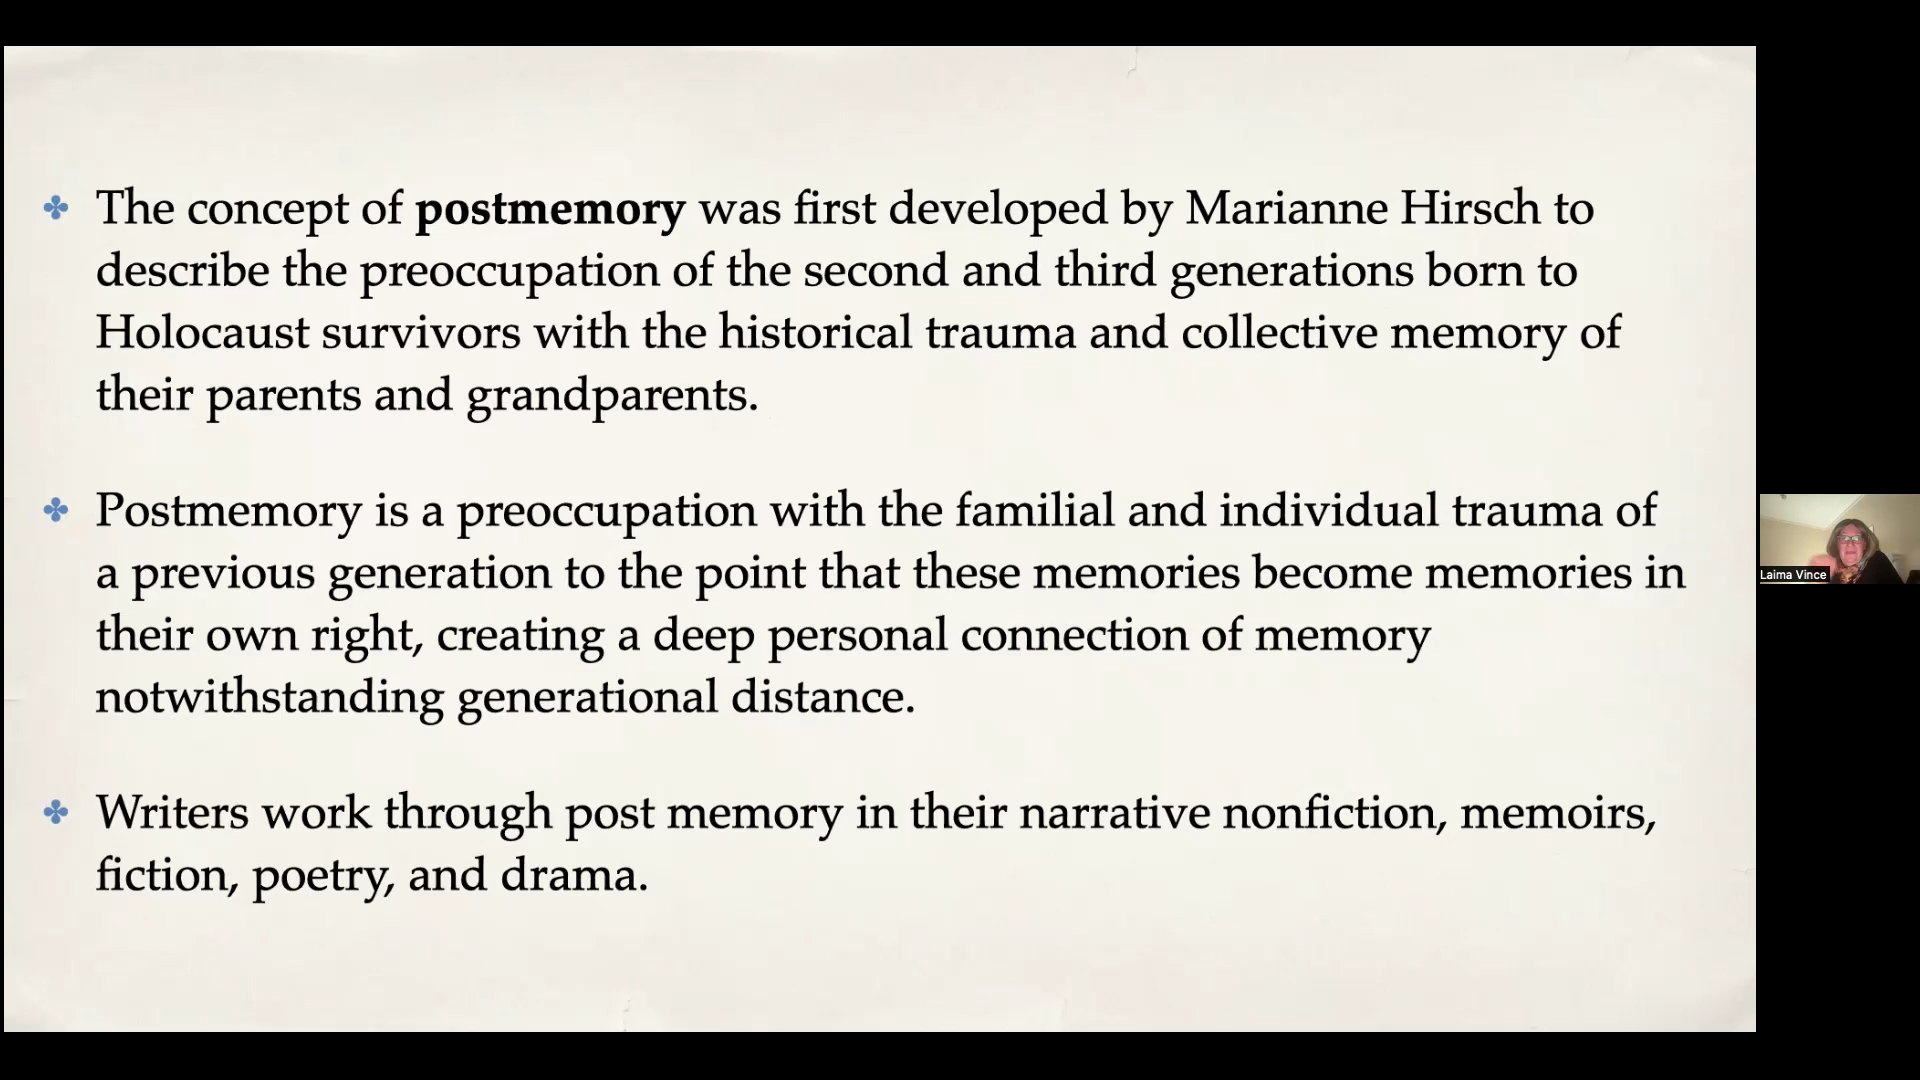 The concept of postmemory was first developed by Marianne Hirsch to
describe the preoccupation of the second and third generations born to
Holocaust survivors with the historical trauma and collective memory of
their parents and grandparents.
Postmemory is a preoccupation with the familial and individual trauma of
a previous generation to the point that these memories become memories in
their own right, creating a deep personal connection of memory
notwithstanding generational distance.
Writers work through post memory in their narrative nonfiction, memoirs,
fiction, poetry, and drama.
Laima Vince